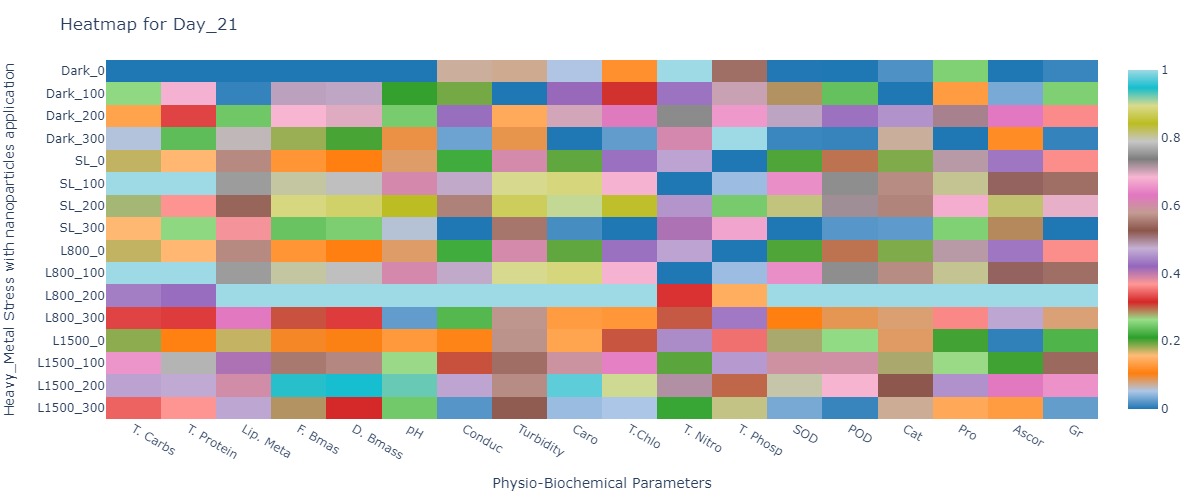 Heatmap for Day_21
Heavy_Metal Stress with nanoparticles application
Dark_0
Dark_100
Dark_200
Dark_300
SL_0
SL_100
SL_200
SL_300
L800_0
L800_100
L800_200
L800_300
L1500_0
L1500_100
L1500_200
L1500_300
T. Carbs
T. Protein
Lip. Meta
F. Bmas
D. Bmass
pH
Conduc
Turbidity
Caro
T.Chlo
T. Nitro
T. Phosp
SOD
POD
Cat
Pro
Ascor
Gr
Physio-Biochemical Parameters
1
0.8
0.6
0.4
0.2
0